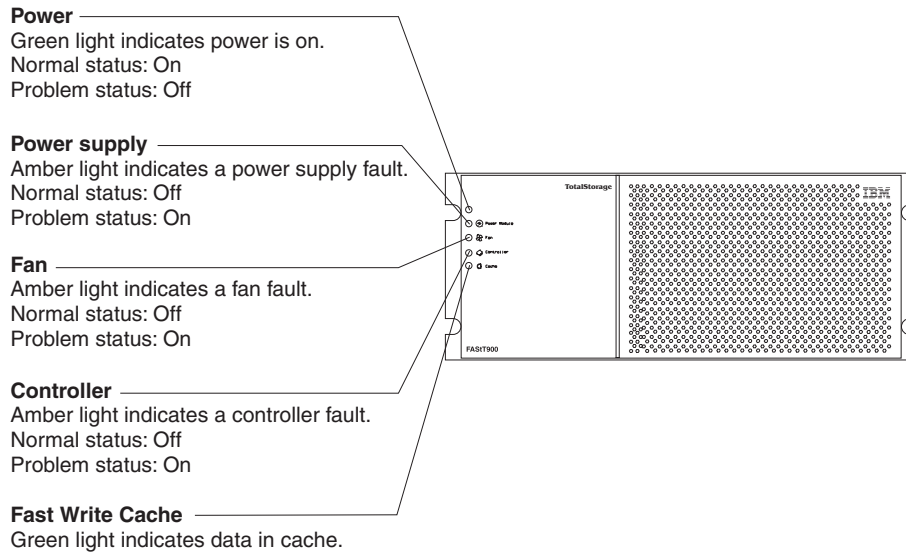 Power
Green light indicates power is on.
Normal status: On
Problem status: Off
Power supply
Amber light indicates a power supply fault.
Normal status: Off
Problem status: On
Fan
Amber light indicates a fan fault.
Normal status: Off
Problem status: On
Controller
Amber light indicates a controller fault.
Normal status: Off
Problem status: On
Fast Write Cache
Green light indicates data in cache.
TotalStorage
IBM
Power Module
Fan
Controller
Cache
FAStT900